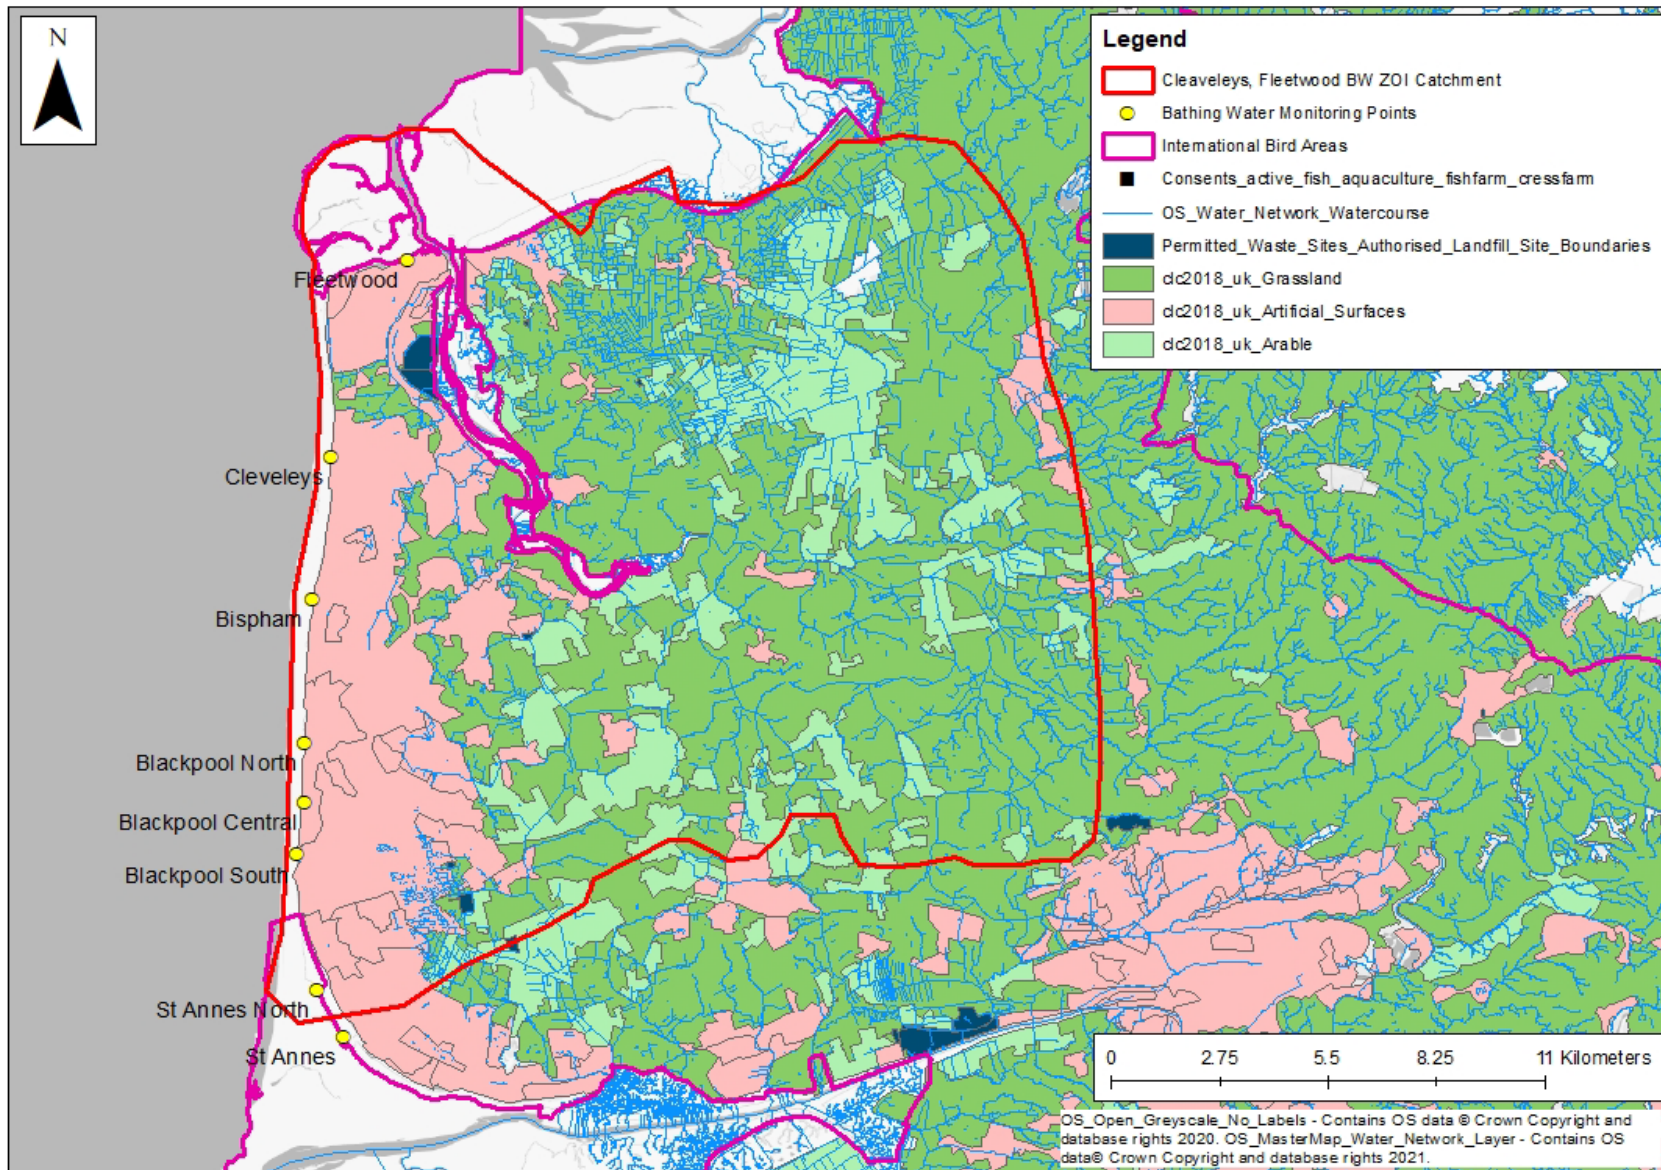 N
Legend
Cleaveleys, Fleetwood BW ZOI Catchment
Bathing Water Monitoring Points
International Bird Areas
Consents_active_fish_aquaculture_fishfarm_cressfarm
OS_Water_Network_Watercourse
Permitted_Waste_Sites_Authorised_Landfill_Site_Boundaries
clc2018_uk_Grassland
clc2018_uk_Artificial_Surfaces
clc2018_uk_Arable
Fleetwood
Cleveleys
Bispham
Blackpool North
Blackpool Central
Blackpool South
St Annes North
St Annes
0 2.75 5.5 8.25 11 Kilometers
OS_Open_Greyscale_No_Labels - Contains OS data © Crown Copyright and
database rights 2020. OS_MasterMap_Water_Network_Layer - Contains OS
data© Crown Copyright and database rights 2021.